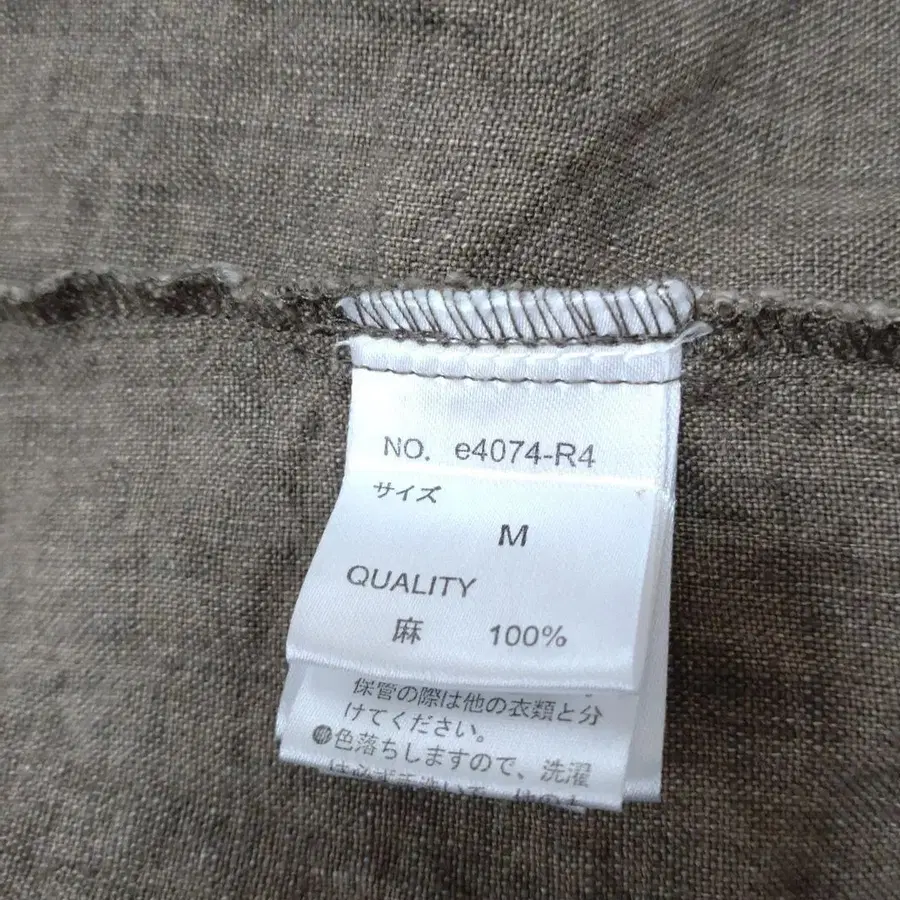 NO. e4074-R4
サイズ
M
QUALITY
麻 100%
保管の際は他の衣類と分
けてください。
色落ちしますので、洗濯